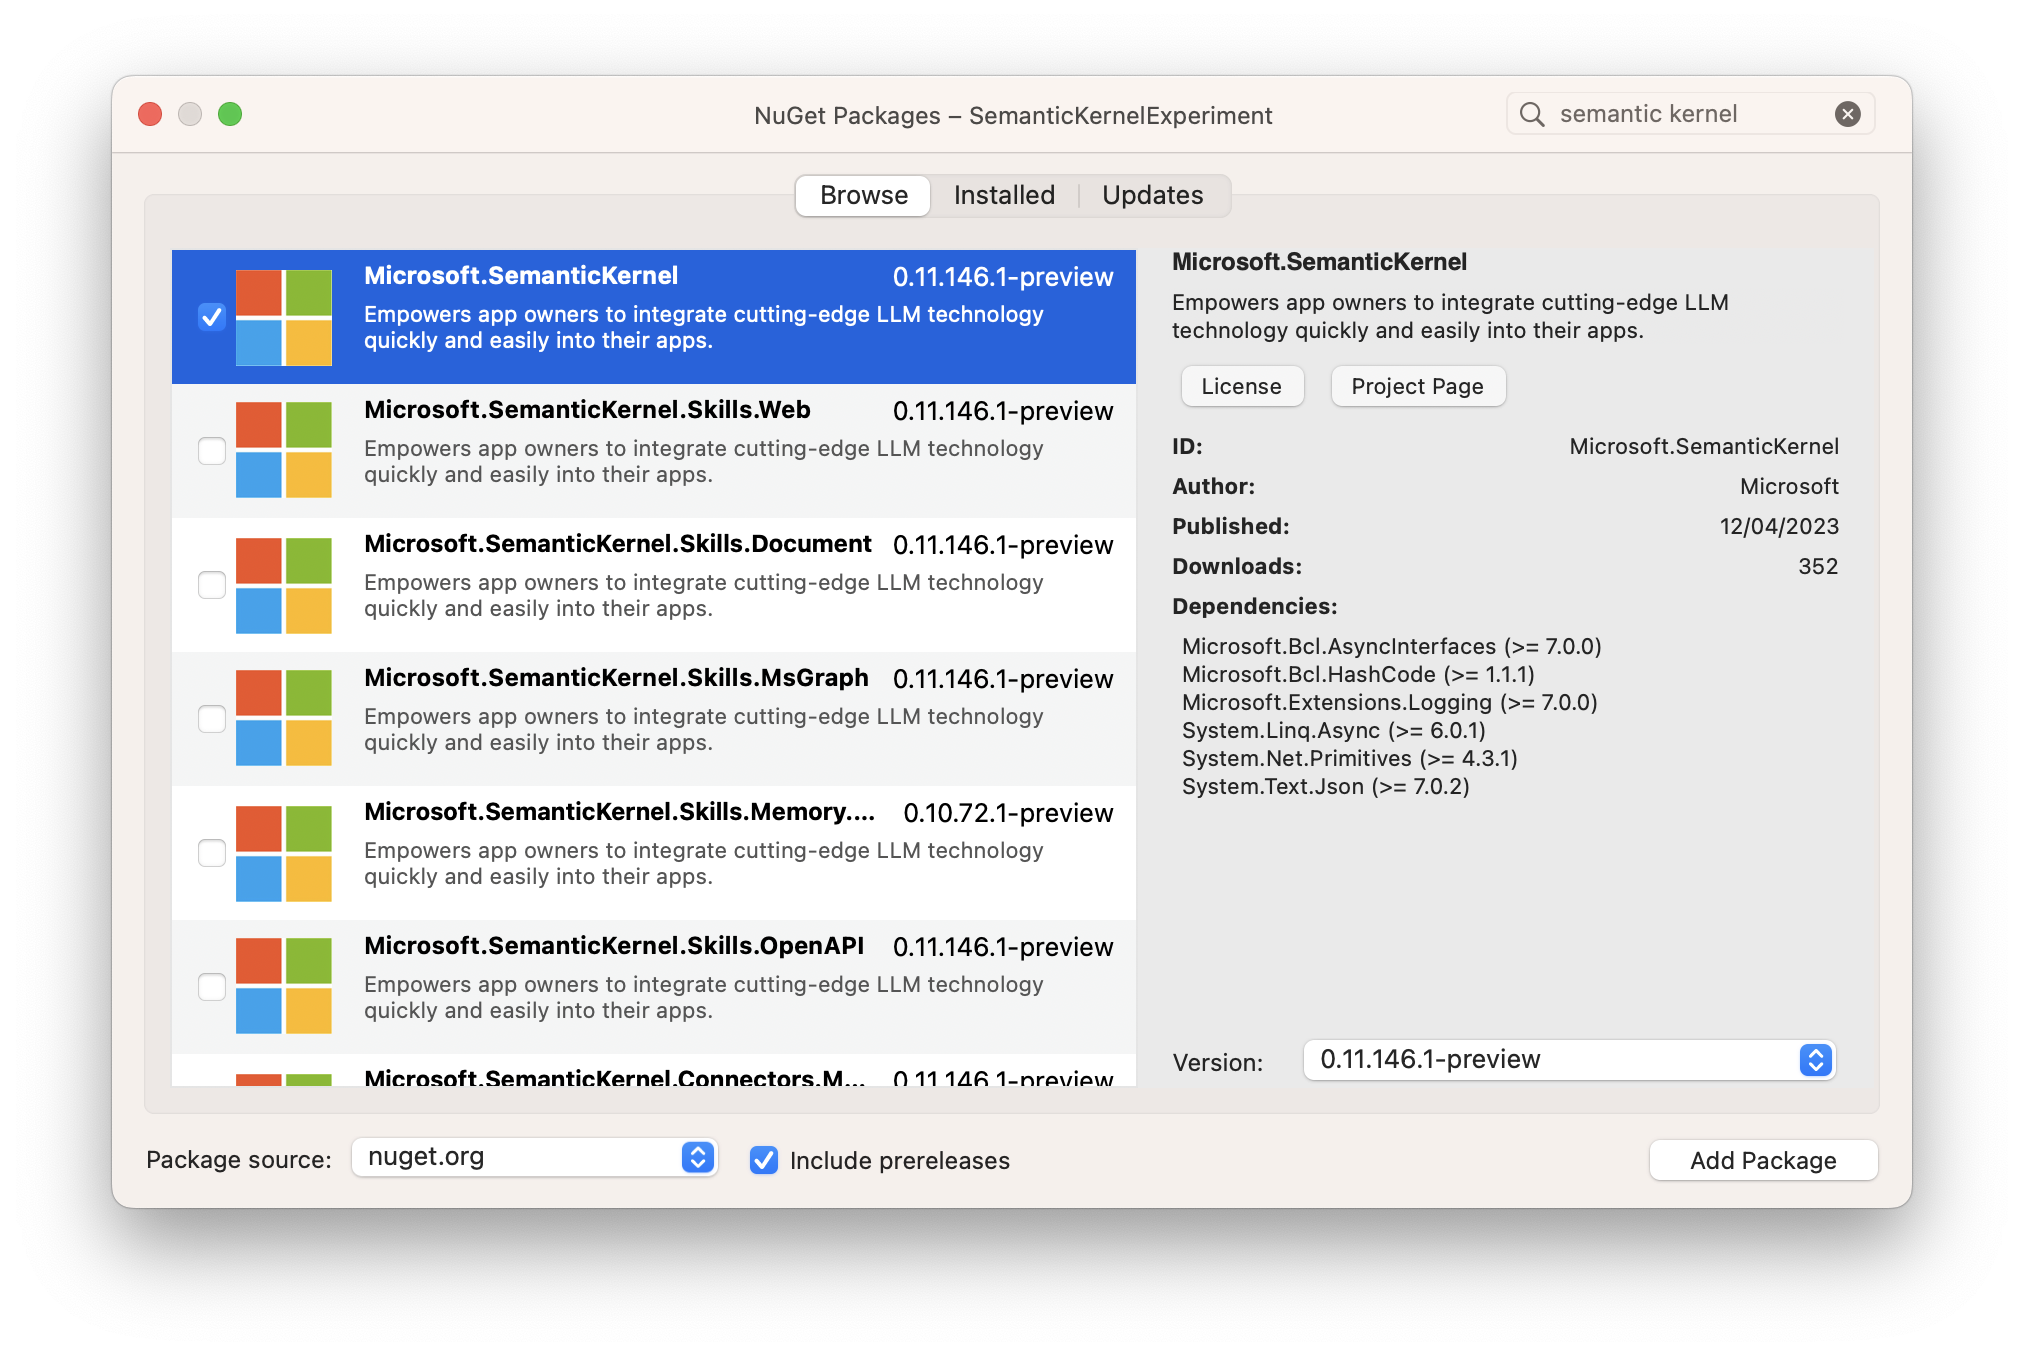 NuGet Packages – SemanticKernelExperiment
semantic kernel
Browse
Installed
Updates
Microsoft.SemanticKernel
0.11.146.1-preview
Empowers app owners to integrate cutting-edge LLM technology
quickly and easily into their apps.
Microsoft.SemanticKernel.Skills.Web
0.11.146.1-preview
Empowers app owners to integrate cutting-edge LLM technology
quickly and easily into their apps.
Microsoft.SemanticKernel.Skills.Document
0.11.146.1-preview
Empowers app owners to integrate cutting-edge LLM technology
quickly and easily into their apps.
Microsoft.SemanticKernel.Skills.MsGraph
0.11.146.1-preview
Empowers app owners to integrate cutting-edge LLM technology
quickly and easily into their apps.
Microsoft.SemanticKernel.Skills.Memory....
0.10.72.1-preview
Empowers app owners to integrate cutting-edge LLM technology
quickly and easily into their apps.
Microsoft.SemanticKernel.Skills.OpenAPI
0.11.146.1-preview
Empowers app owners to integrate cutting-edge LLM technology
quickly and easily into their apps.
Microsoft.SemanticKernel.Connectors.M...
0.11.146.1-preview
Microsoft.SemanticKernel
Empowers app owners to integrate cutting-edge LLM
technology quickly and easily into their apps.
License
Project Page
ID: Microsoft.SemanticKernel
Author: Microsoft
Published: 12/04/2023
Downloads: 352
Dependencies:
Microsoft.Bcl.AsyncInterfaces (>= 7.0.0)
Microsoft.Bcl.HashCode (>= 1.1.1)
Microsoft.Extensions.Logging (>= 7.0.0)
System.Linq.Async (>= 6.0.1)
System.Net.Primitives (>= 4.3.1)
System.Text.Json (>= 7.0.2)
Version: 0.11.146.1-preview
Package source: nuget.org
Include prereleases
Add Package